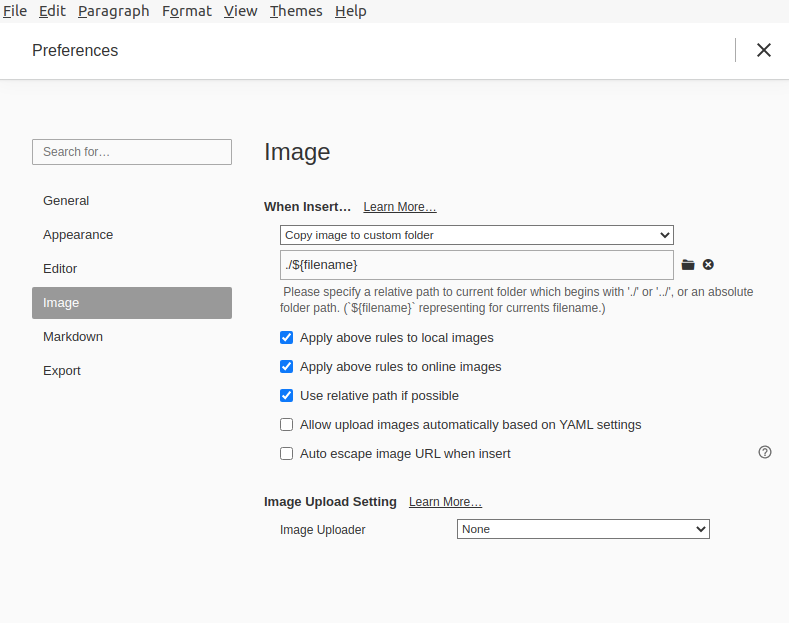 File Edit Paragraph Format View Themes Help
Preferences
Search for…
General
Appearance
Editor
Image
Markdown
Export
Image
When Insert… Learn More…
Copy image to custom folder
./${filename}
Please specify a relative path to current folder which begins with './' or '../', or an absolute
folder path. (`${filename}` representing for currents filename.)
Apply above rules to local images
Apply above rules to online images
Use relative path if possible
Allow upload images automatically based on YAML settings
Auto escape image URL when insert
Image Upload Setting Learn More…
Image Uploader None